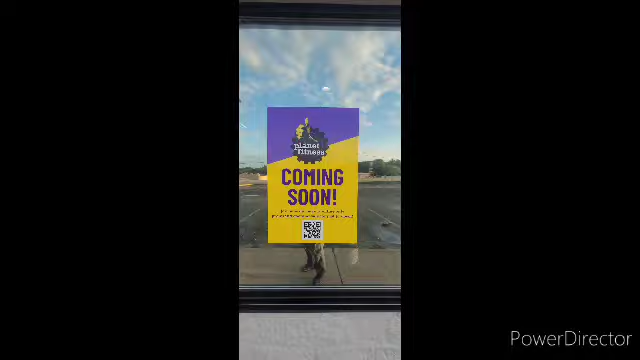 planet
fitness
COMING
SOON!
PowerDirector